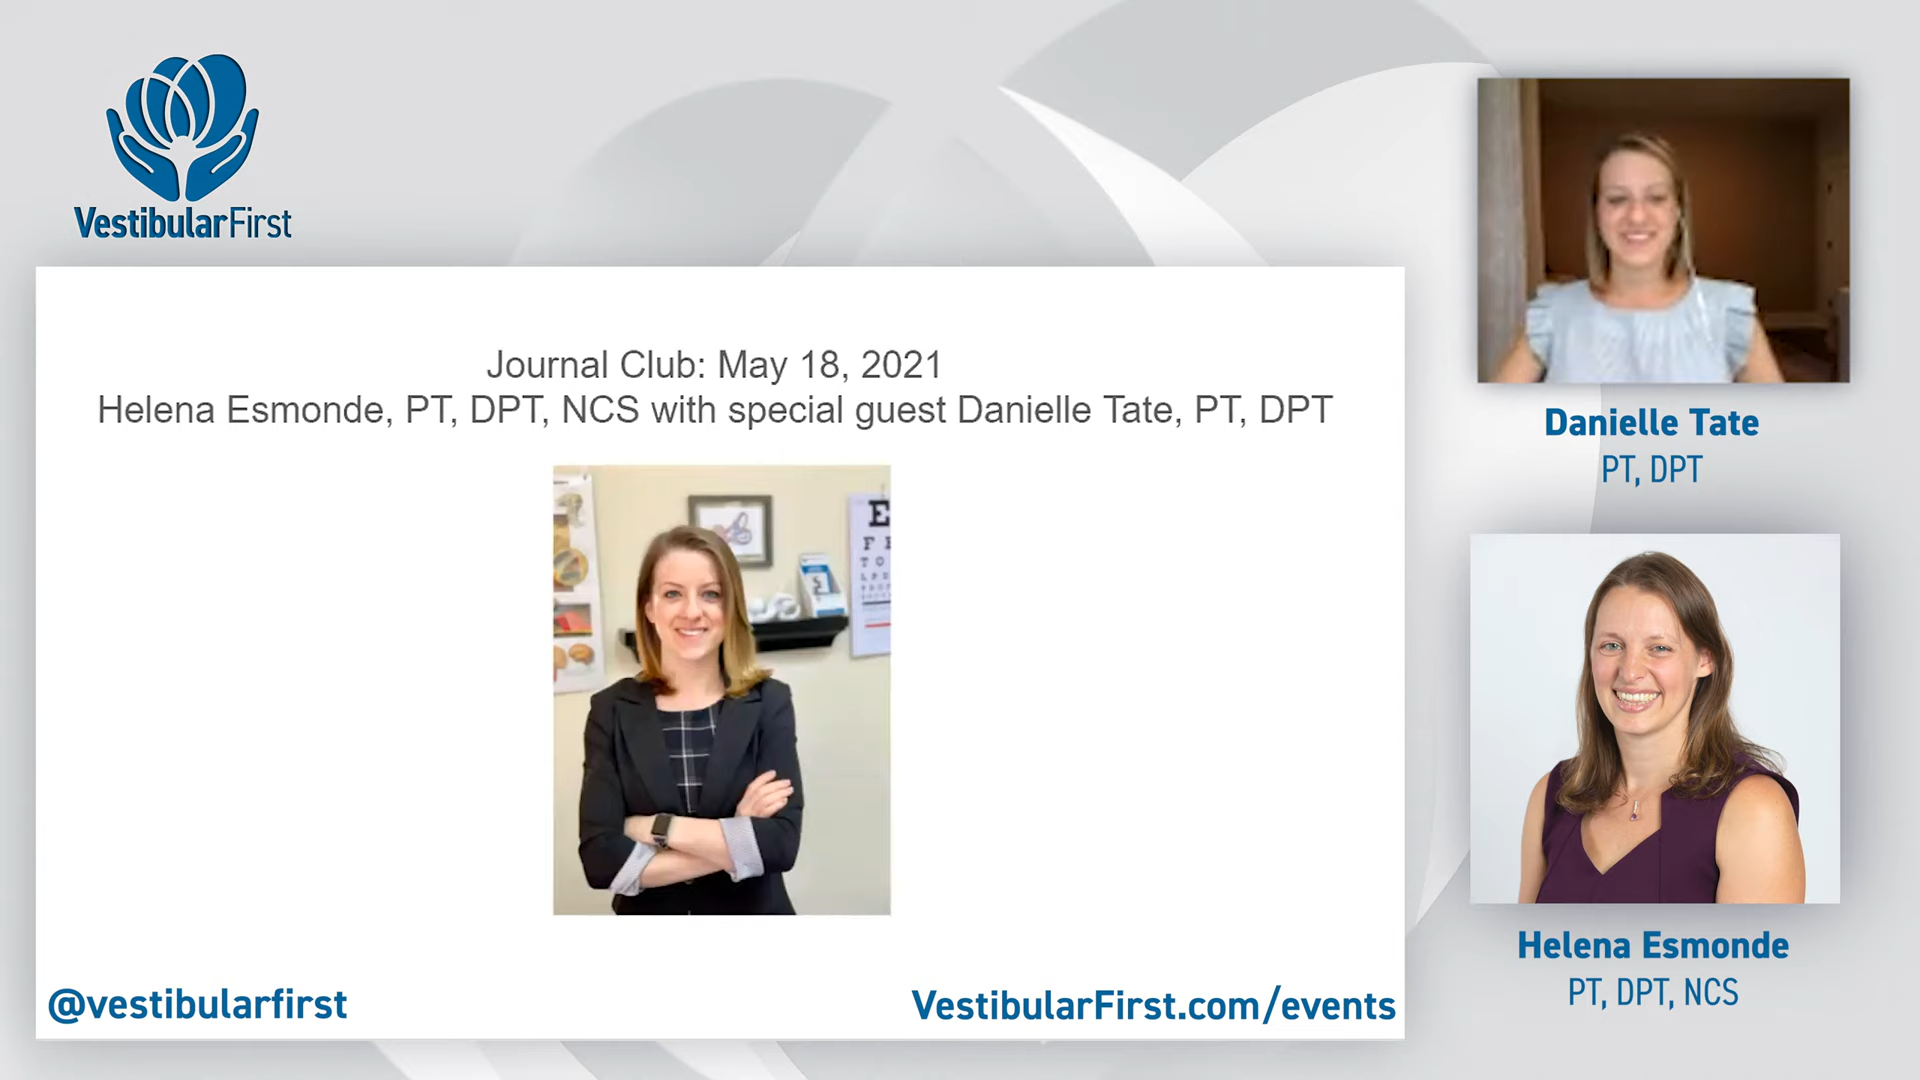 VestibularFirst
Journal Club: May 18, 2021
Helena Esmonde, PT, DPT, NCS with special guest Danielle Tate, PT, DPT
E
F
T O
L P
@vestibularfirst
VestibularFirst.com/events
Danielle Tate
PT, DPT
Helena Esmonde
PT, DPT, NCS